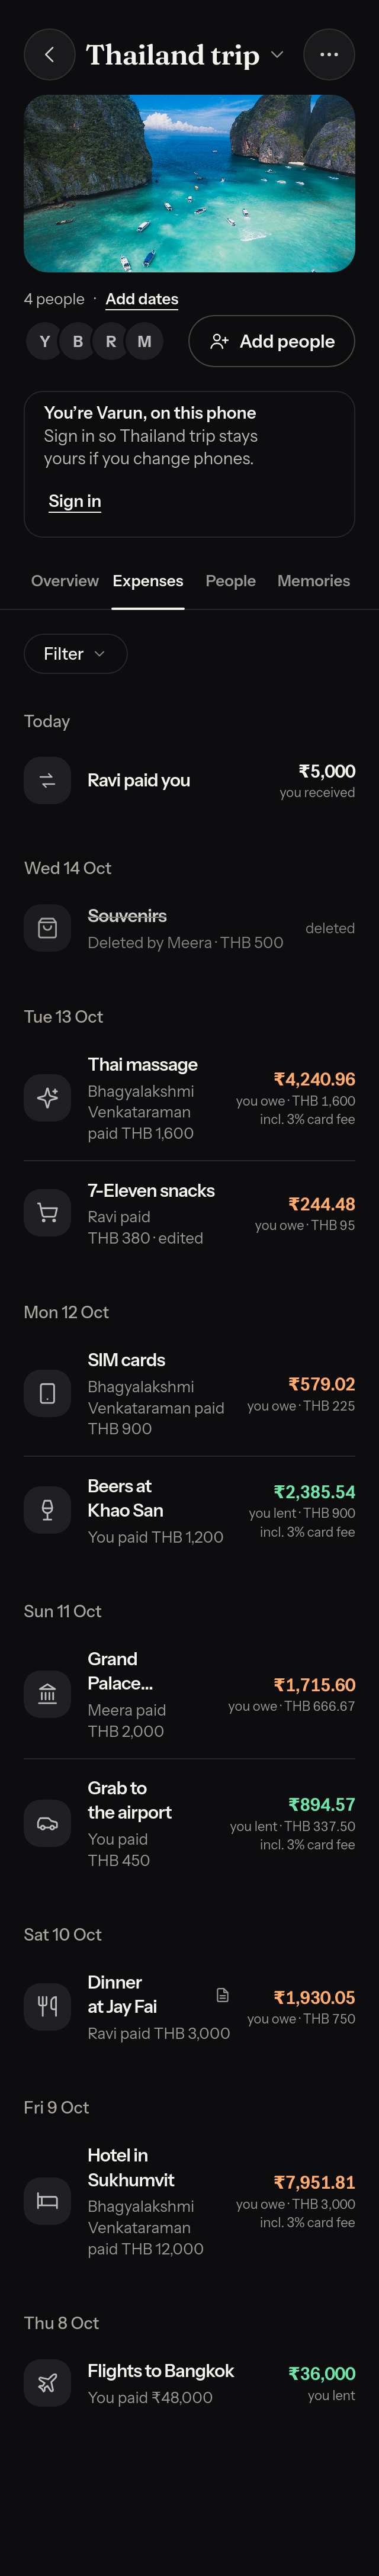 Thailand trip
4 people · Add dates
Y B R M
Add people
You're Varun, on this phone
Sign in so Thailand trip stays
yours if you change phones.
Sign in
Overview Expenses People Memories
Filter
Today
Ravi paid you
₹5,000
you received
Wed 14 Oct
Souvenirs
Deleted by Meera · THB 500
deleted
Tue 13 Oct
Thai massage
Bhagyalakshmi
Venkataraman
paid THB 1,600
₹4,240.96
you owe · THB 1,600
incl. 3% card fee
7-Eleven snacks
Ravi paid
THB 380 · edited
₹244.48
you owe · THB 95
Mon 12 Oct
SIM cards
Bhagyalakshmi
Venkataraman paid
THB 900
₹579.02
you owe · THB 225
Beers at
Khao San
You paid THB 1,200
₹2,385.54
you lent · THB 900
incl. 3% card fee
Sun 11 Oct
Grand
Palace...
Meera paid
THB 2,000
₹1,715.60
you owe · THB 666.67
Grab to
the airport
You paid
THB 450
₹894.57
you lent · THB 337.50
incl. 3% card fee
Sat 10 Oct
Dinner
at Jay Fai
Ravi paid THB 3,000
₹1,930.05
you owe · THB 750
Fri 9 Oct
Hotel in
Sukhumvit
Bhagyalakshmi
Venkataraman
paid THB 12,000
₹7,951.81
you owe · THB 3,000
incl. 3% card fee
Thu 8 Oct
Flights to Bangkok
You paid ₹48,000
₹36,000
you lent